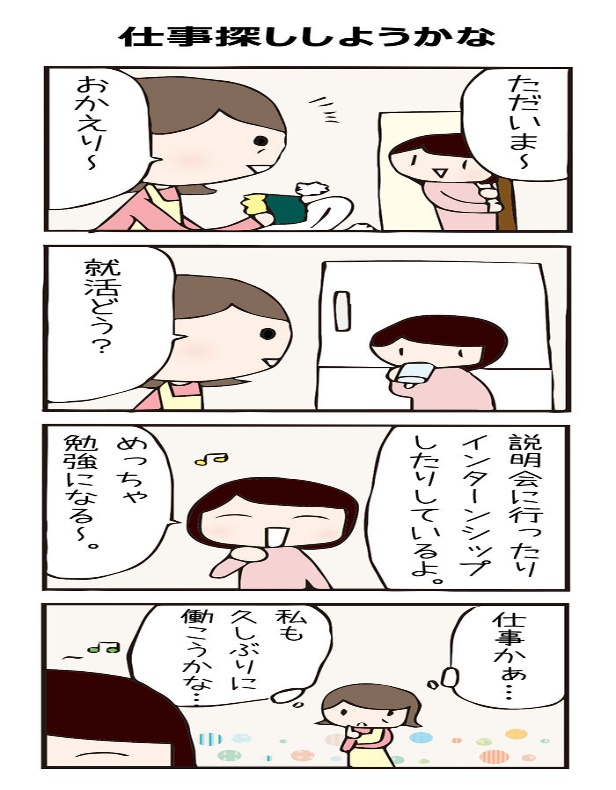 仕事探ししようかな
ただいま〜
おかえり〜
就活どう？
説明会に行ったり
インターンシップ
したりしているよ。
めっちゃ
勉強になる〜。
仕事かぁ…
私も
久しぶりに
働こうかな…